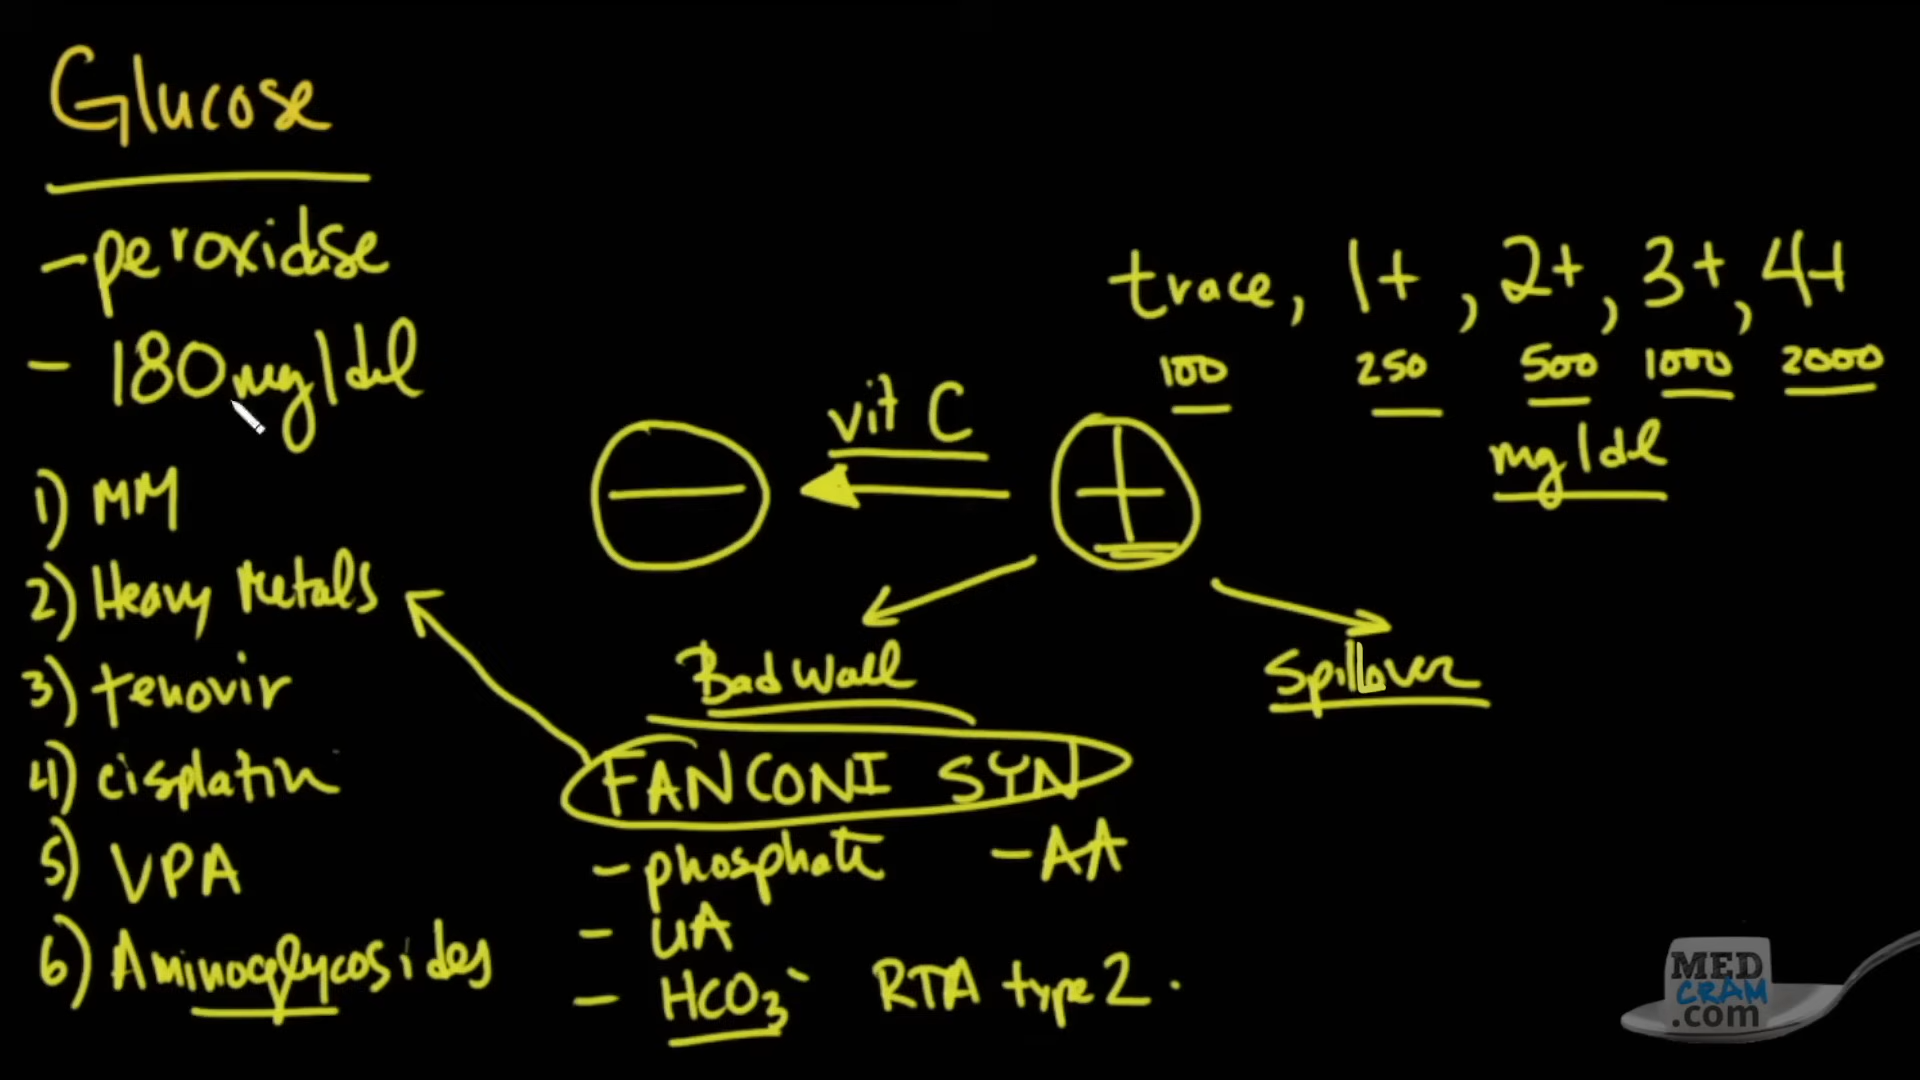 Glucose
- peroxidase
- 180 mg/dl
1) MM
2) Heavy Metals
3) tenovir
4) cisplatin
5) VPA
6) Aminoglycosides
trace, 1+, 2+, 3+, 4+
100 250 500 1000 2000
mg/dl
vit C
- +
Bad Wall
Spillover
FANCONI SYN
- phosphate - AA
- UA
- HCO3- RTA type 2.
MED
CRAM
.com